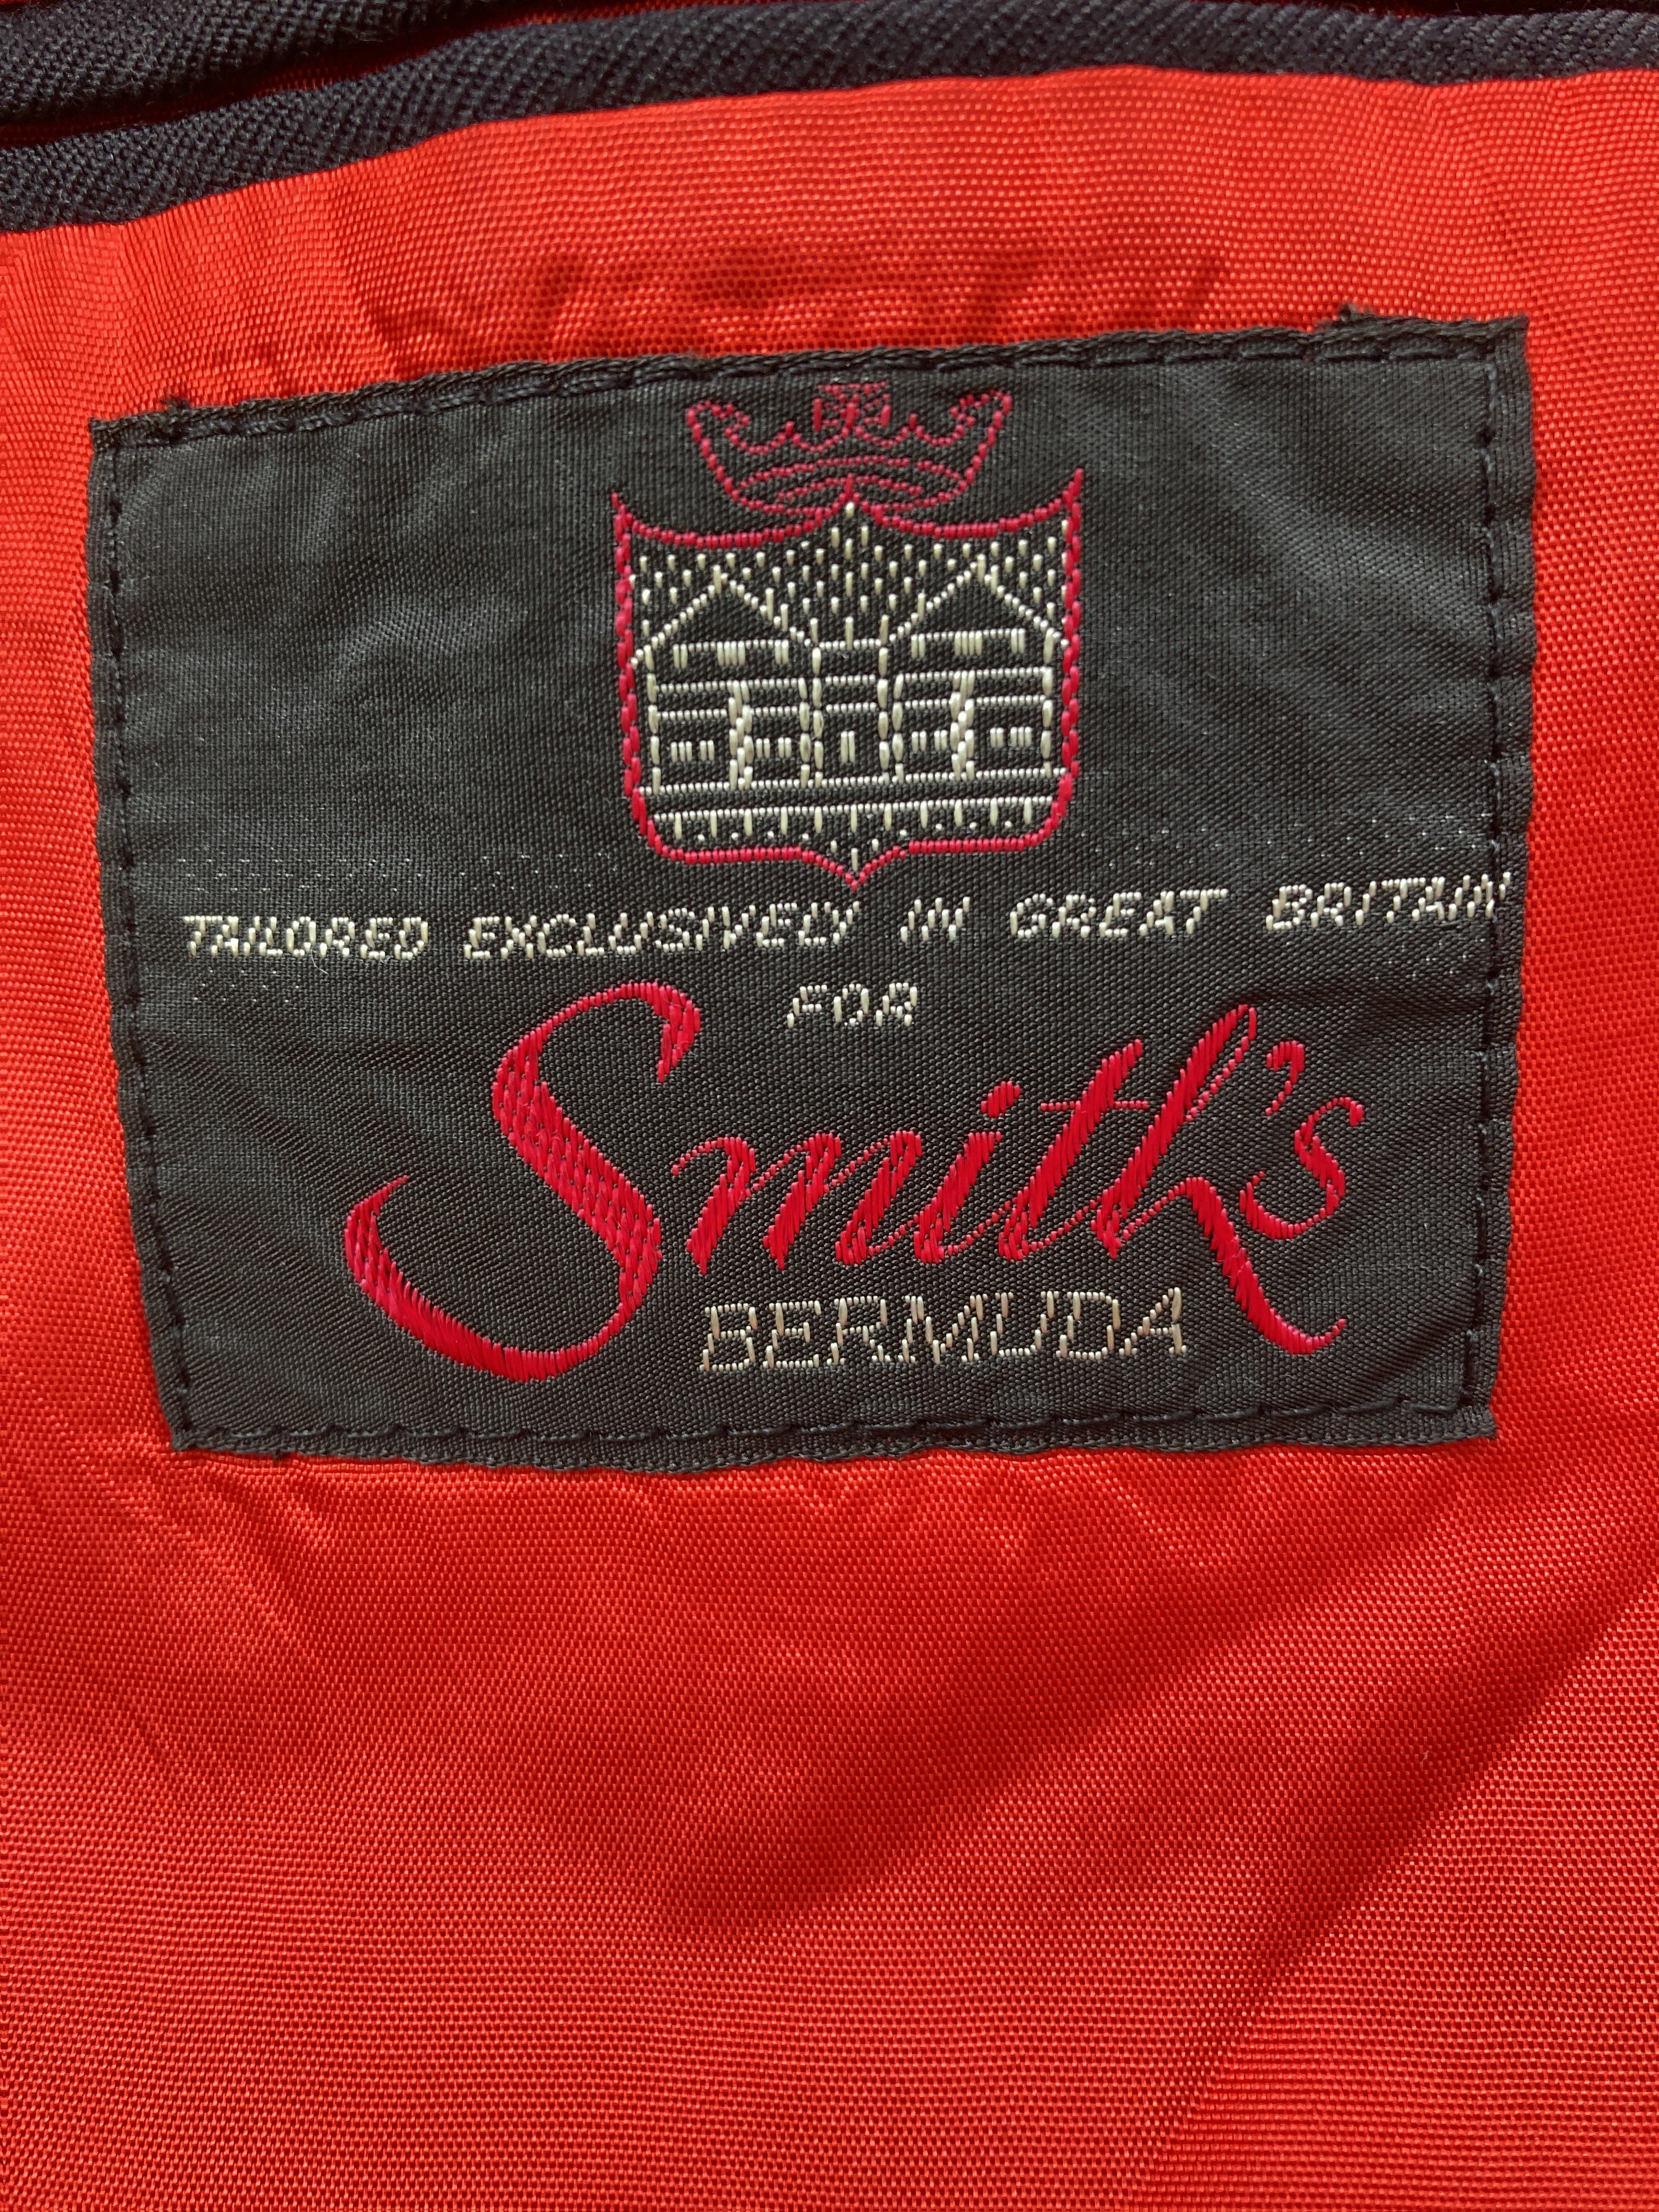 TAILORED EXCLUSIVELY IN GREAT BRITAIN
FOR
Smith's
BERMUDA